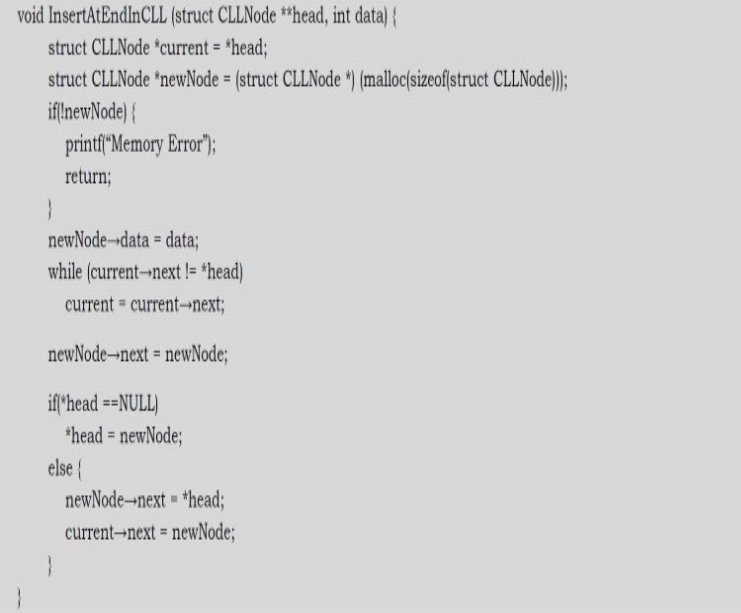 void InsertAtEndInCLL (struct CLLNode **head, int data) {
struct CLLNode *current = *head;
struct CLLNode *newNode = (struct CLLNode *) (malloc(sizeof(struct CLLNode)));
if(!newNode) {
printf(“Memory Error”);
return;
}
newNode→data = data;
while (current→next != *head)
current = current→next;
newNode→next = newNode;
if(*head ==NULL)
*head = newNode;
else {
newNode→next = *head;
current→next = newNode;
}
}